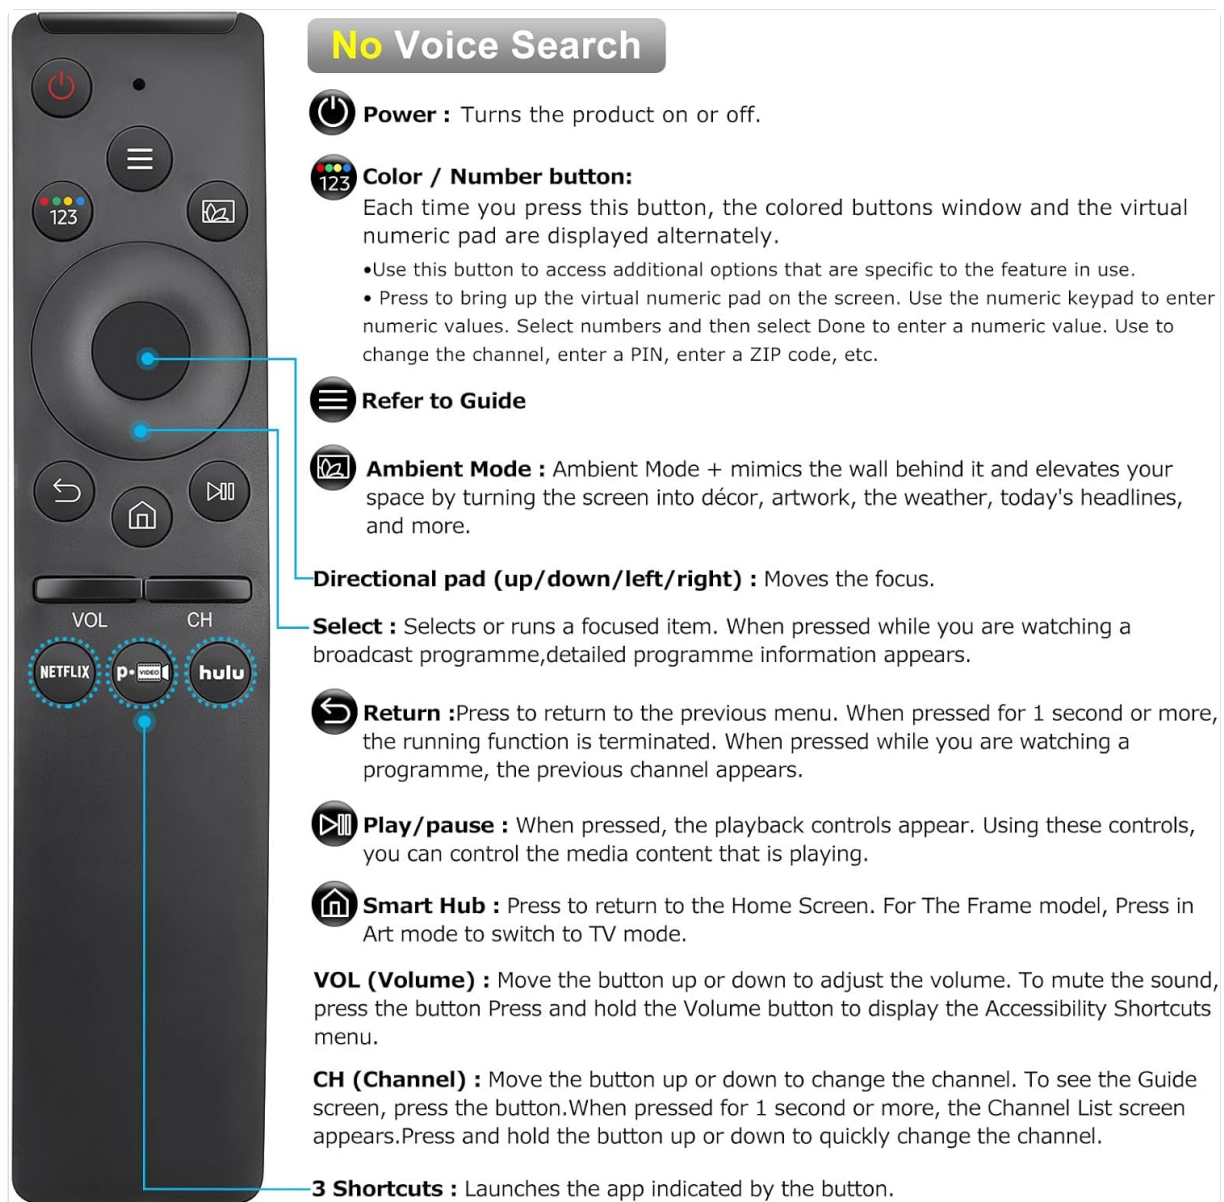 No Voice Search
Power : Turns the product on or off.
123
Color / Number button:
Each time you press this button, the colored buttons window and the virtual
numeric pad are displayed alternately.
•Use this button to access additional options that are specific to the feature in use.
• Press to bring up the virtual numeric pad on the screen. Use the numeric keypad to enter
numeric values. Select numbers and then select Done to enter a numeric value. Use to
change the channel, enter a PIN, enter a ZIP code, etc.
Refer to Guide
Ambient Mode : Ambient Mode + mimics the wall behind it and elevates your
space by turning the screen into décor, artwork, the weather, today's headlines,
and more.
Directional pad (up/down/left/right) : Moves the focus.
Select : Selects or runs a focused item. When pressed while you are watching a
broadcast programme,detailed programme information appears.
Return :Press to return to the previous menu. When pressed for 1 second or more,
the running function is terminated. When pressed while you are watching a
programme, the previous channel appears.
Play/pause : When pressed, the playback controls appear. Using these controls,
you can control the media content that is playing.
Smart Hub : Press to return to the Home Screen. For The Frame model, Press in
Art mode to switch to TV mode.
VOL (Volume) : Move the button up or down to adjust the volume. To mute the sound,
press the button Press and hold the Volume button to display the Accessibility Shortcuts
menu.
CH (Channel) : Move the button up or down to change the channel. To see the Guide
screen, press the button.When pressed for 1 second or more, the Channel List screen
appears.Press and hold the button up or down to quickly change the channel.
3 Shortcuts : Launches the app indicated by the button.
123
VOL CH
NETFLIX p• VIDEO hulu